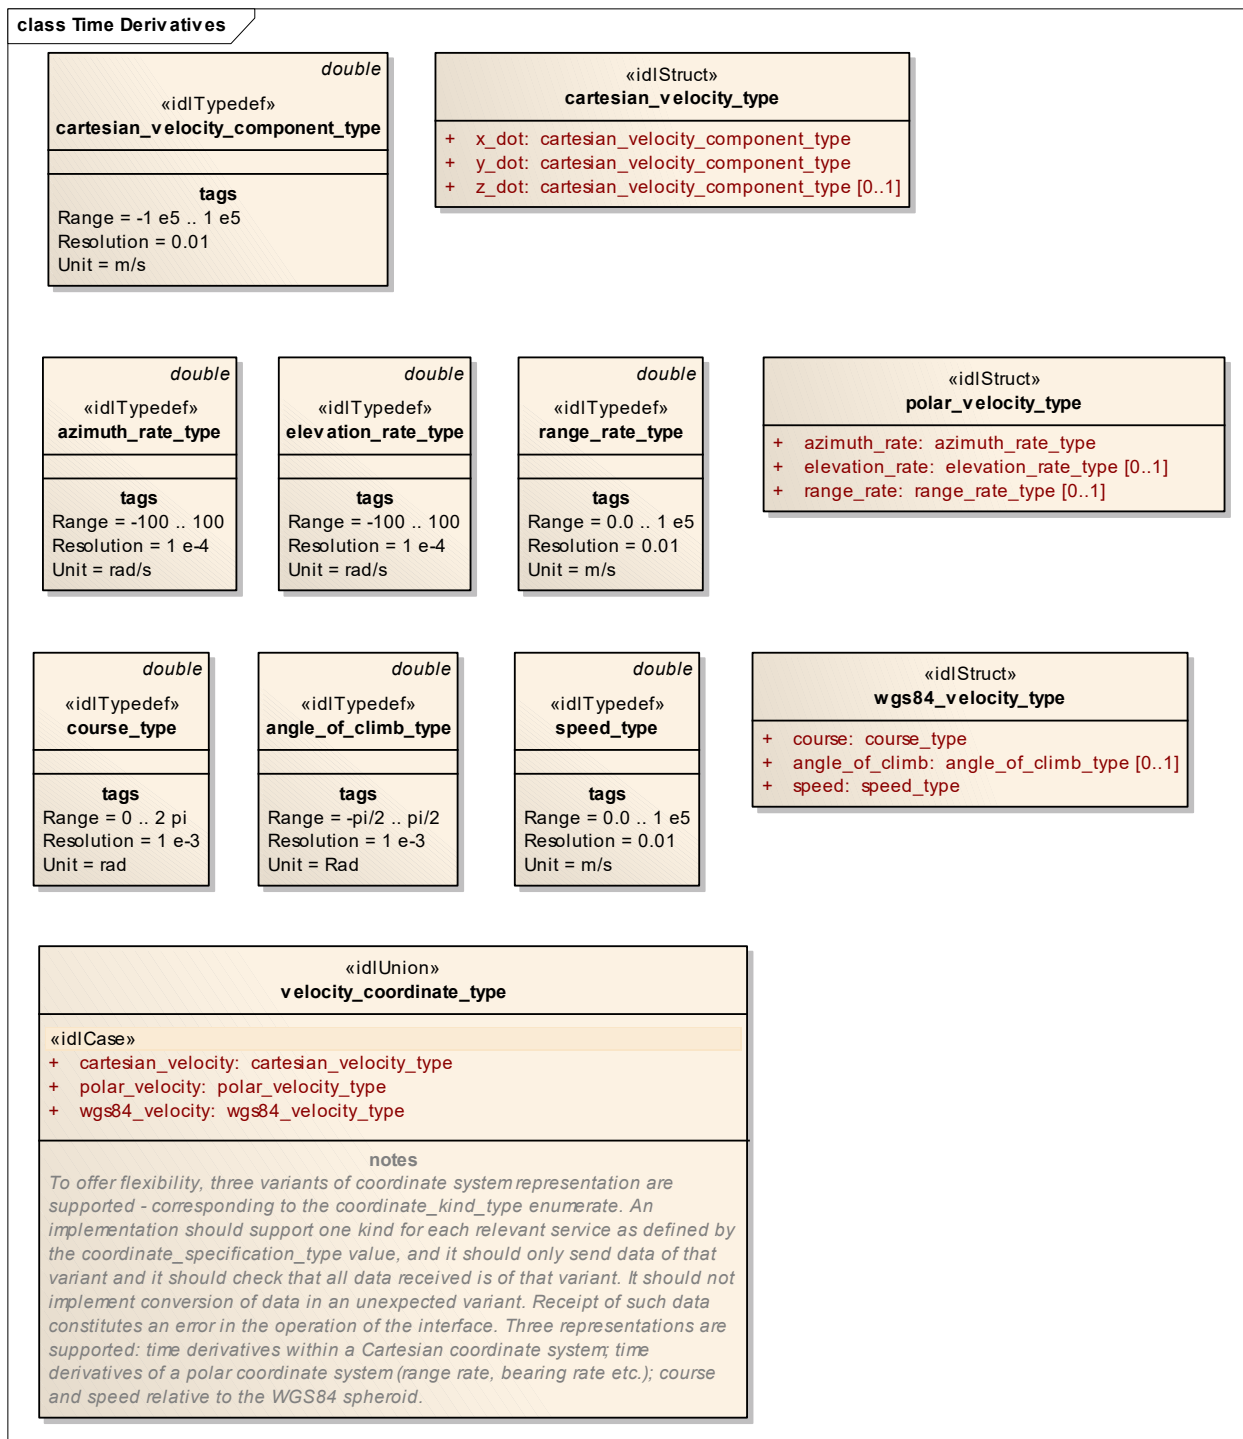 class Time Derivatives
double
«idlTypedef»
cartesian_velocity_component_type
tags
Range = -1 e5 .. 1 e5
Resolution = 0.01
Unit = m/s
«idlStruct»
cartesian_velocity_type
+ x_dot: cartesian_velocity_component_type
+ y_dot: cartesian_velocity_component_type
+ z_dot: cartesian_velocity_component_type [0..1]
double
«idlTypedef»
azimuth_rate_type
tags
Range = -100 .. 100
Resolution = 1 e-4
Unit = rad/s
double
«idlTypedef»
elevation_rate_type
tags
Range = -100 .. 100
Resolution = 1 e-4
Unit = rad/s
double
«idlTypedef»
range_rate_type
tags
Range = 0.0 .. 1 e5
Resolution = 0.01
Unit = m/s
«idlStruct»
polar_velocity_type
+ azimuth_rate: azimuth_rate_type
+ elevation_rate: elevation_rate_type [0..1]
+ range_rate: range_rate_type [0..1]
double
«idlTypedef»
course_type
tags
Range = 0 .. 2 pi
Resolution = 1 e-3
Unit = rad
double
«idlTypedef»
angle_of_climb_type
tags
Range = -pi/2 .. pi/2
Resolution = 1 e-3
Unit = Rad
double
«idlTypedef»
speed_type
tags
Range = 0.0 .. 1 e5
Resolution = 0.01
Unit = m/s
«idlStruct»
wgs84_velocity_type
+ course: course_type
+ angle_of_climb: angle_of_climb_type [0..1]
+ speed: speed_type
«idlUnion»
velocity_coordinate_type
«idlCase»
+ cartesian_velocity: cartesian_velocity_type
+ polar_velocity: polar_velocity_type
+ wgs84_velocity: wgs84_velocity_type
notes
To offer flexibility, three variants of coordinate system representation are
supported - corresponding to the coordinate_kind_type enumerate. An
implementation should support one kind for each relevant service as defined by
the coordinate_specification_type value, and it should only send data of that
variant and it should check that all data received is of that variant. It should not
implement conversion of data in an unexpected variant. Receipt of such data
constitutes an error in the operation of the interface. Three representations are
supported: time derivatives within a Cartesian coordinate system; time
derivatives of a polar coordinate system (range rate, bearing rate etc.); course
and speed relative to the WGS84 spheroid.